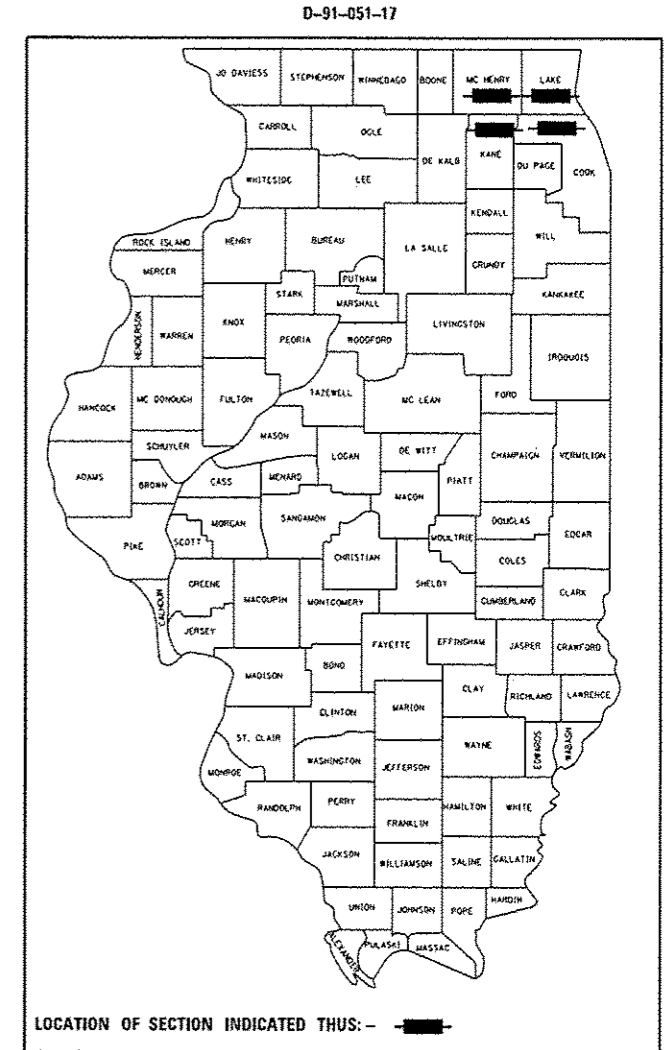 D-91-051-17
JO DAVIESS STEPHENSON WINNEBAGO BOONE MC HENRY LAKE
CARROLL OGLE DE KALB KANE DU PAGE COOK
WHITESIDE LEE
KENDALL WILL
ROCK ISLAND HENRY BUREAU LA SALLE
MERCER PUTNAM GRUNDY
STARK MARSHALL KANKAKEE
HENDERSON WARREN KNOX PEORIA WOODFORD LIVINGSTON IROQUOIS
HANCOCK MC DONOUGH FULTON TAZEWELL MC LEAN FORD
SCHUYLER MASON LOGAN DE WITT CHAMPAIGN VERMILION
ADAMS BROWN CASS MENARD PIATT
MACON
MORGAN SANGAMON DOUGLAS
PIKE SCOTT CHRISTIAN MOULTRIE EDGAR
COLES
GREENE MACOUPIN MONTGOMERY SHELBY CUMBERLAND CLARK
CALHOUN JERSEY
FAYETTE EFFINGHAM JASPER CRAWFORD
MADISON BOND
CLAY RICHLAND LAWRENCE
CLINTON MARION
ST. CLAIR WAYNE EDWARDS WABASH
WASHINGTON JEFFERSON
MONROE
RANDOLPH PERRY HAMILTON WHITE
FRANKLIN
JACKSON WILLIAMSON SALINE GALLATIN
UNION JOHNSON POPE HARDIN
ALEXANDER PULASKI MASSAC
LOCATION OF SECTION INDICATED THUS: -